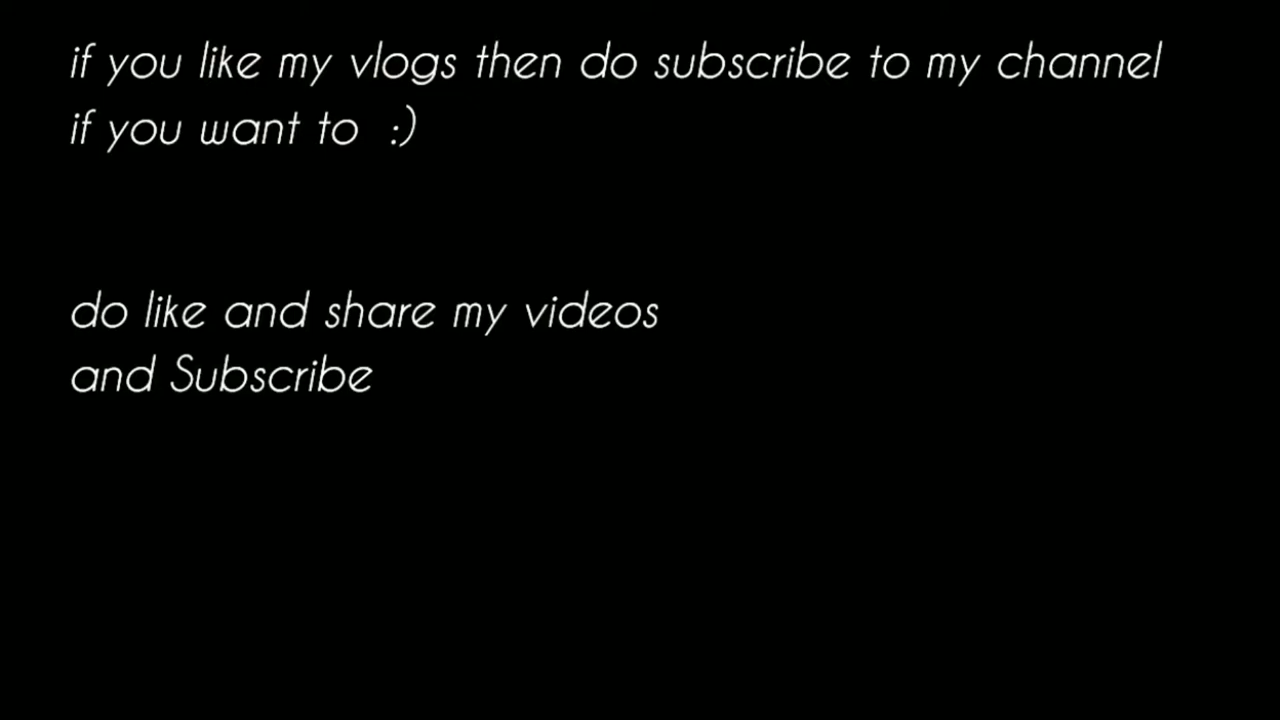 if you like my vlogs then do subscribe to my channel
if you want to :)
do like and share my videos
and Subscribe